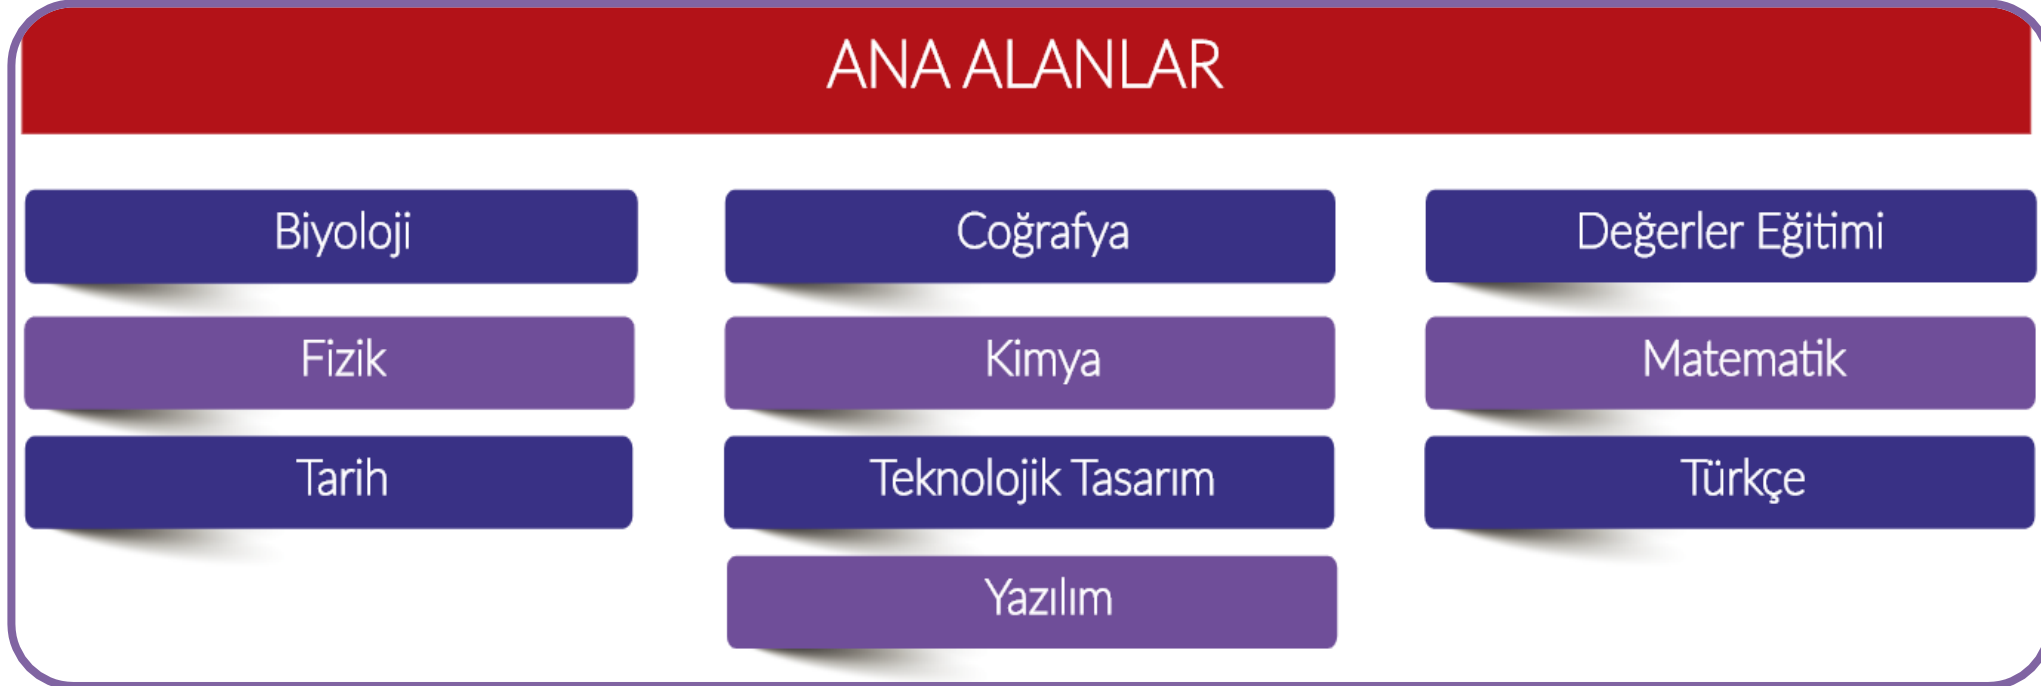 ANA ALANLAR
Biyoloji
Coğrafya
Değerler Eğitimi
Fizik
Kimya
Matematik
Tarih
Teknolojik Tasarım
Türkçe
Yazılım